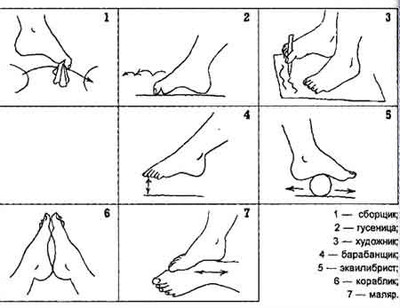 1
2
3
4
5
6
7
1 — сборщик;
2 — гусеница;
3 — художник;
4 — барабанщик;
5 — эквилибрист;
6 — кораблик;
7 — маляр.